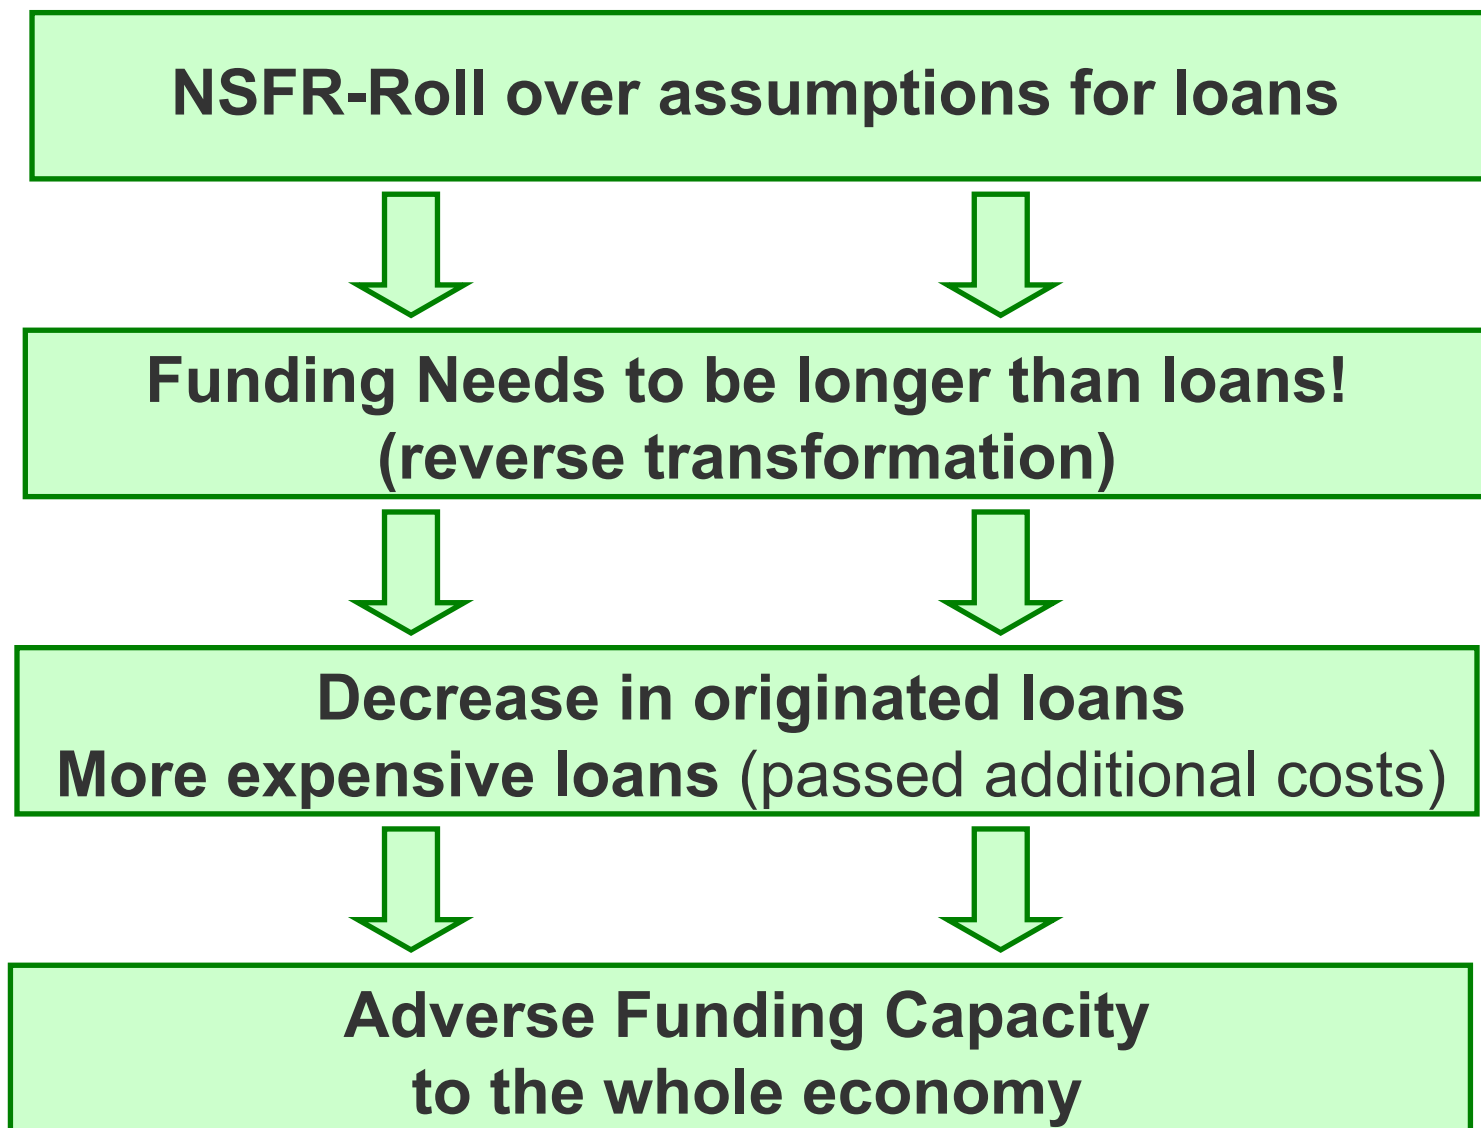 NSFR-Roll over assumptions for loans
Funding Needs to be longer than loans!
(reverse transformation)
Decrease in originated loans
More expensive loans (passed additional costs)
Adverse Funding Capacity
to the whole economy